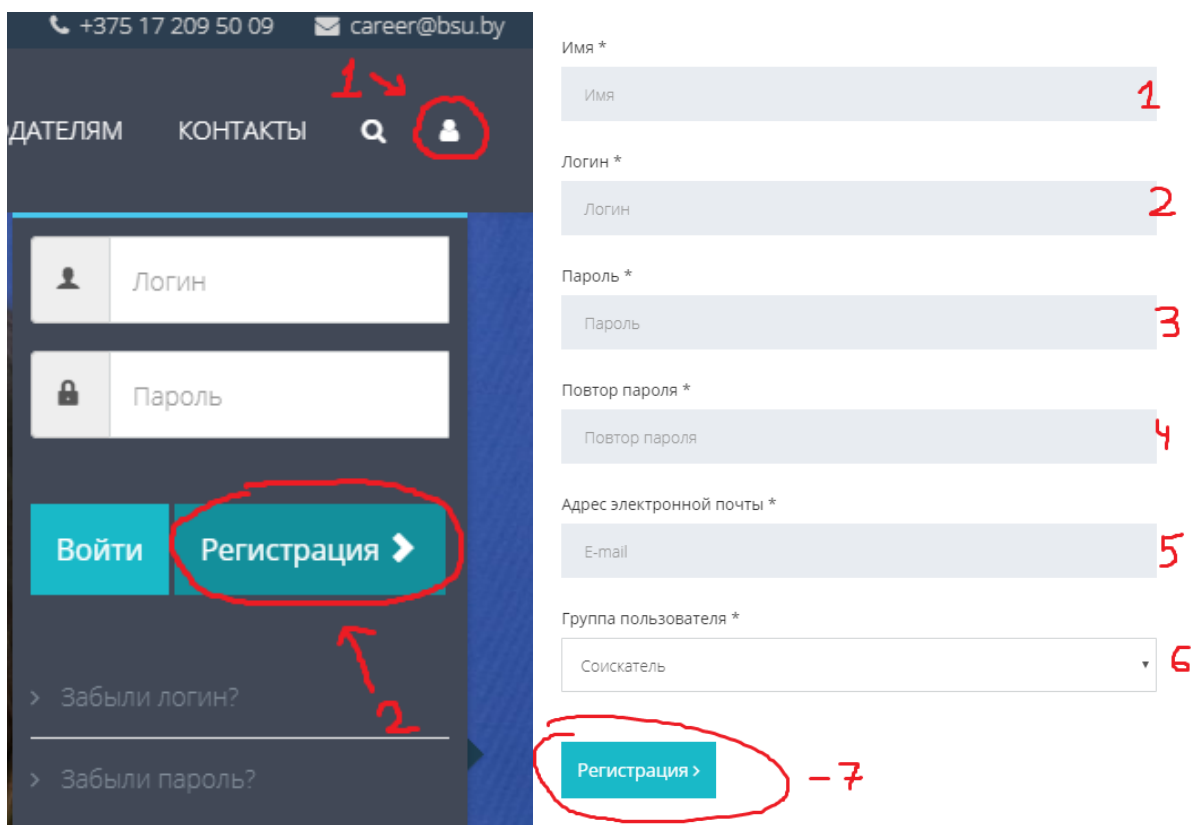 +375 17 209 50 09 career@bsu.by
1
ОДАТЕЛЯМ КОНТАКТЫ
Логин
Пароль
Войти Регистрация
2
Забыли логин?
Забыли пароль?
Имя *
Имя 1
Логин *
Логин 2
Пароль *
Пароль 3
Повтор пароля *
Повтор пароля 4
Адрес электронной почты *
E-mail 5
Группа пользователя *
Соискатель 6
Регистрация > - 7